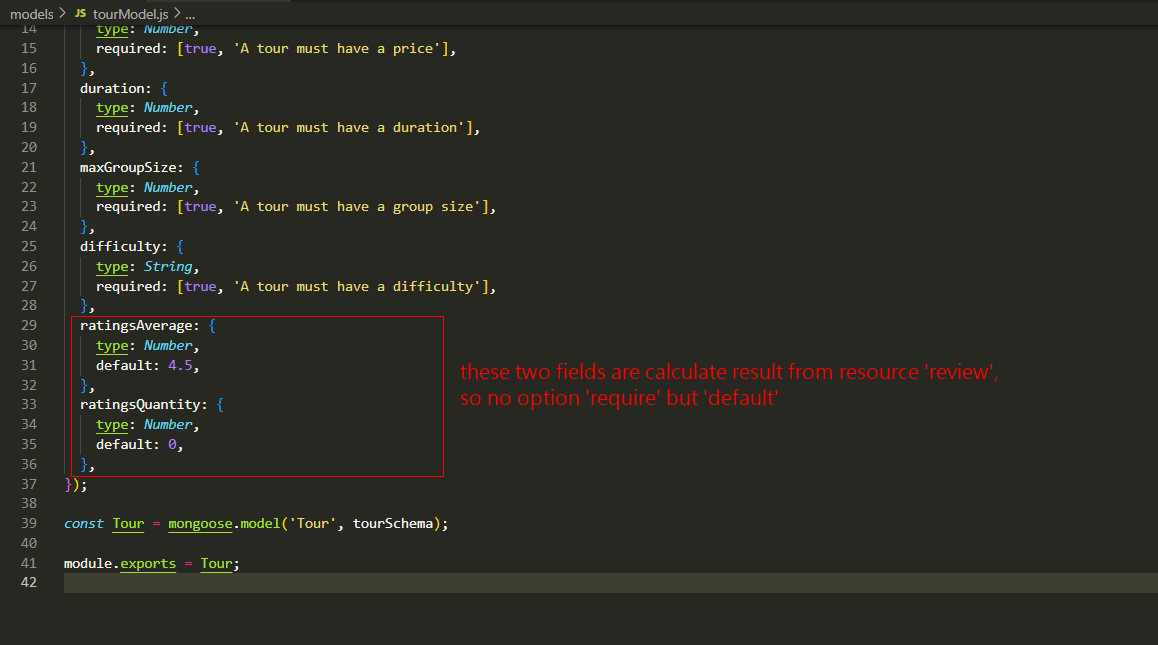 models > JS tourModel.js > ...
14 type: Number,
15 required: [true, 'A tour must have a price'],
16 },
17 duration: {
18 type: Number,
19 required: [true, 'A tour must have a duration'],
20 },
21 maxGroupSize: {
22 type: Number,
23 required: [true, 'A tour must have a group size'],
24 },
25 difficulty: {
26 type: String,
27 required: [true, 'A tour must have a difficulty'],
28 },
29 ratingsAverage: {
30 type: Number,
31 default: 4.5,
32 },
33 ratingsQuantity: {
34 type: Number,
35 default: 0,
36 },
these two fields are calculate result from resource 'review',
so no option 'require' but 'default'
37 });
38
39 const Tour = mongoose.model('Tour', tourSchema);
40
41 module.exports = Tour;
42